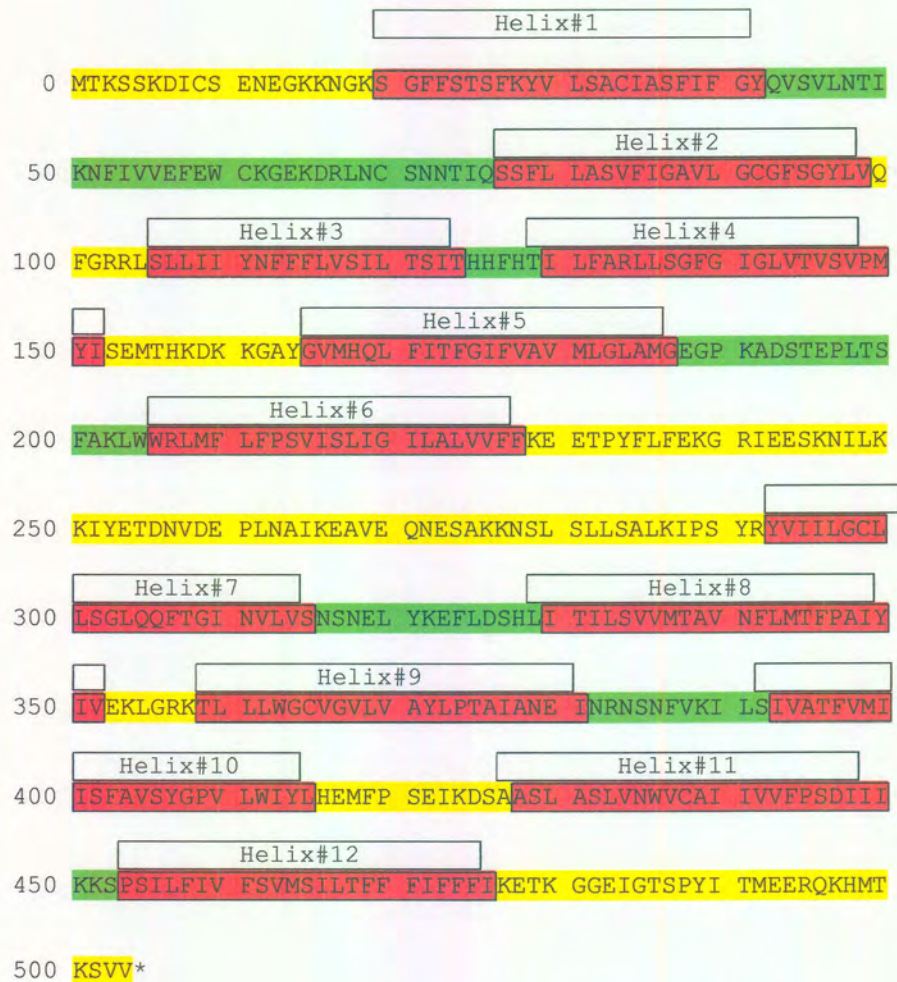 Helix#1
0 MTKSSKDICS ENEGKKNGKS GFFSTSFKYV LSACIASFIF GYQVSVLNTI
Helix#2
50 KNFIVVEFEW CKGEKDRLNC SNNTIQSSFL LASVFIGAVL GCGFSGYLVQ
Helix#3 Helix#4
100 FGRRLSLLII YNFFFLVSIL TSITHHFHTI LFARLLSGFG IGLVTVSVPM
Helix#5
150 YISEMTHKDK KGAYGVMHQL FITFGIFVAV MLGLAMGEGP KADSTEPLTS
Helix#6
200 FAKLWWRLMF LFPSVISLIG ILALVVFFKE ETPYFLFEKG RIEESKNILK
250 KIYETDNVDE PLNAIKEAVE QNESAKKNSL SLLSALKIPS YRYVIILGCL
Helix#7 Helix#8
300 LSGLQQFTGI NVLVSNSNEL YKEFLDSHLI TILSVVMTAV NFLMTFPAIY
Helix#9
350 IVEKLGRKTL LLWGCVGVLV AYLPTAIANE INRNSNFVKI LSIVATFVMI
Helix#10 Helix#11
400 ISFAVSYGPV LWIYLHEMFP SEIKDSAASL ASLVNWVCAI IVVFPSDIII
Helix#12
450 KKSPSILFIV FSVMSILTFF FIFFFIKETK GGEIGTSPYI TMEERQKHMT
500 KSVV*